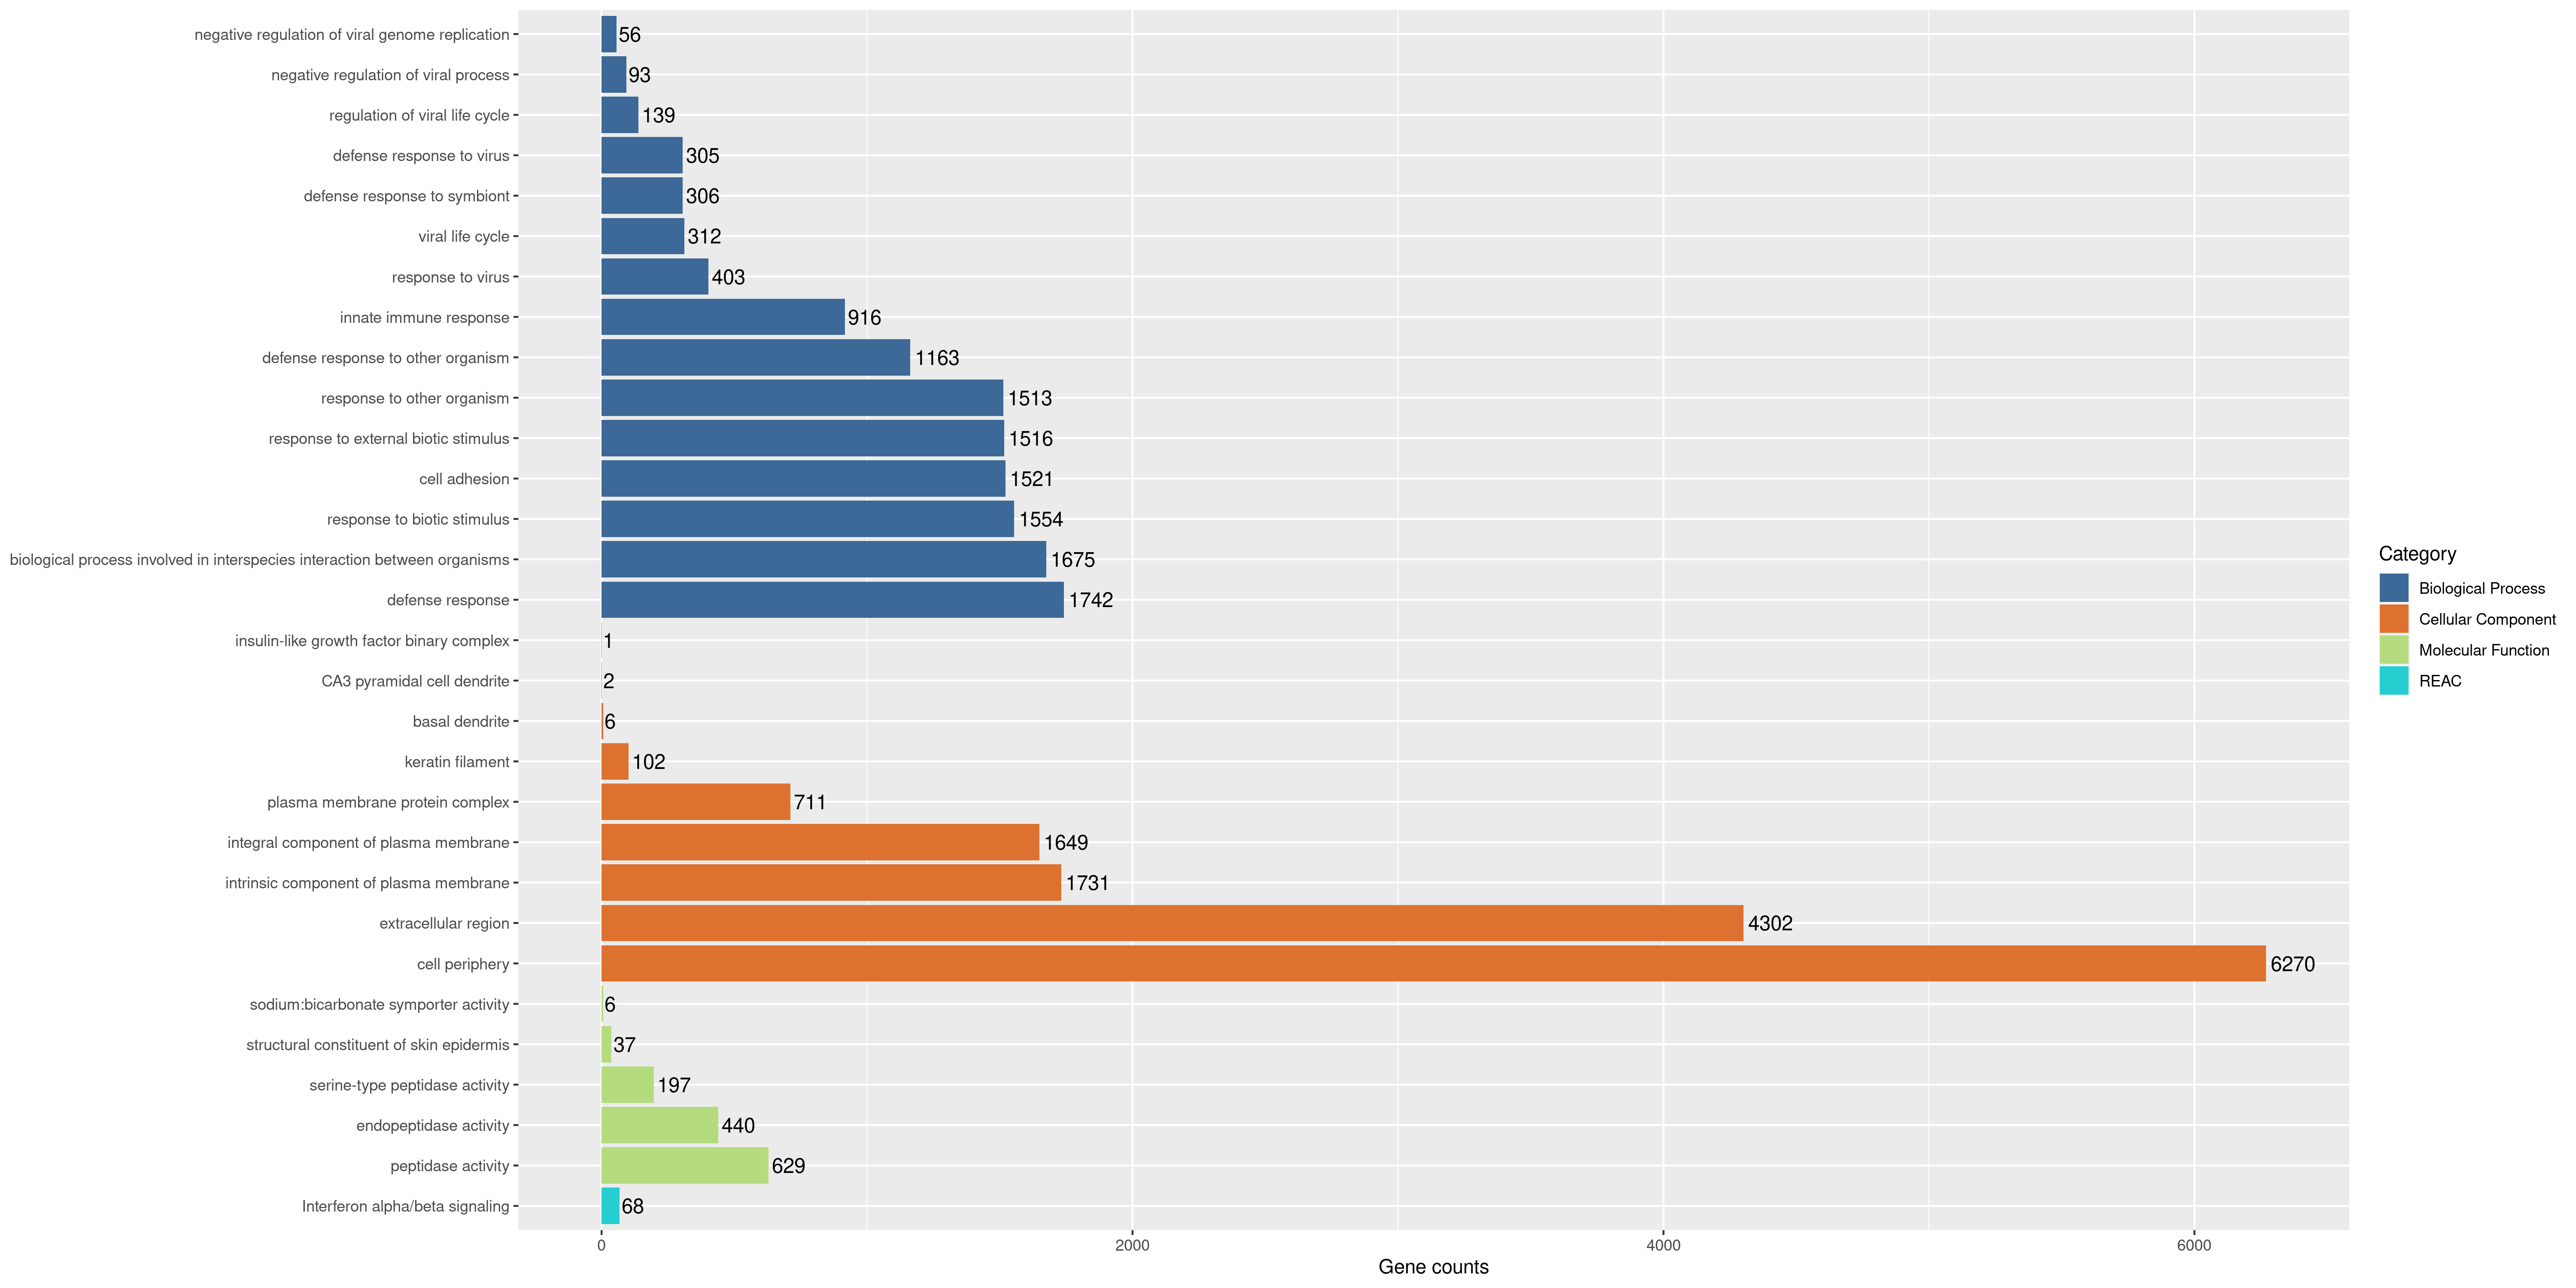 negative regulation of viral genome replication 56
negative regulation of viral process 93
regulation of viral life cycle 139
defense response to virus 305
defense response to symbiont 306
viral life cycle 312
response to virus 403
innate immune response 916
defense response to other organism 1163
response to other organism 1513
response to external biotic stimulus 1516
cell adhesion 1521
response to biotic stimulus 1554
biological process involved in interspecies interaction between organisms 1675
defense response 1742
insulin-like growth factor binary complex 1
CA3 pyramidal cell dendrite 2
basal dendrite 6
keratin filament 102
plasma membrane protein complex 711
integral component of plasma membrane 1649
intrinsic component of plasma membrane 1731
extracellular region 4302
cell periphery 6270
sodium:bicarbonate symporter activity 6
structural constituent of skin epidermis 37
serine-type peptidase activity 197
endopeptidase activity 440
peptidase activity 629
Interferon alpha/beta signaling 68
0 2000 4000 6000
Gene counts
Category
Biological Process
Cellular Component
Molecular Function
REAC